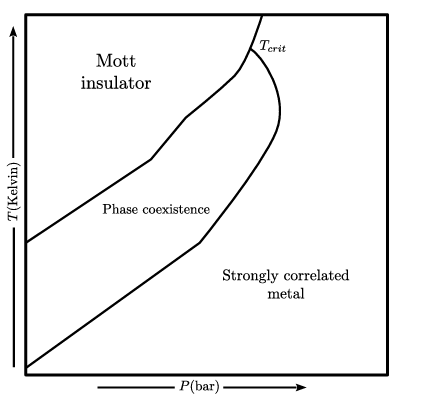 Mott
insulator
T_crit
T(Kelvin)
Phase coexistence
Strongly correlated
metal
P(bar)